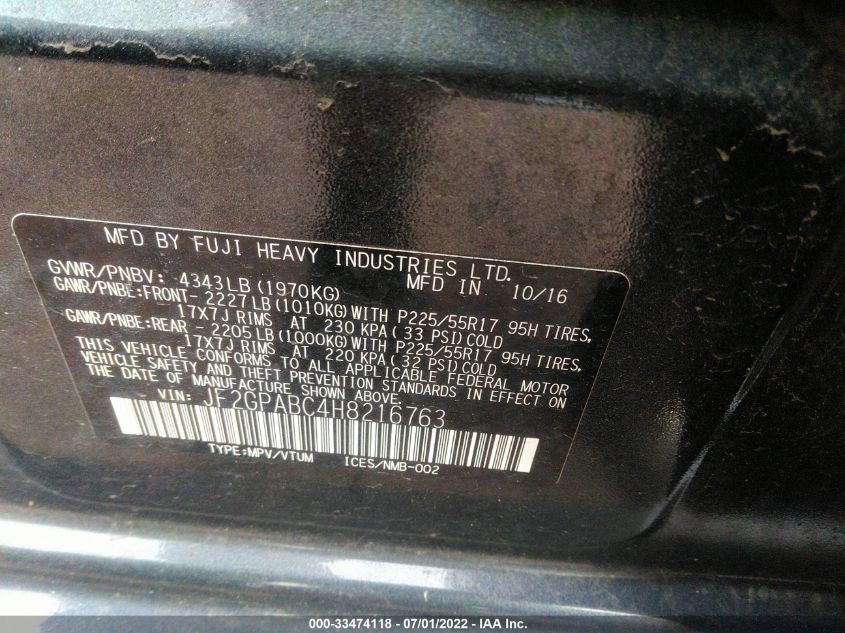 MFD BY FUJI HEAVY INDUSTRIES LTD.
GVWR/PNBV: 4343LB (1970KG) MFD IN 10/16
GAWR/PNBE:FRONT- 2227LB (1010KG) WITH P225/55R17 95H TIRES,
17X7J RIMS AT 230 KPA ( 33 PSI) COLD
GAWR/PNBE:REAR - 2205LB (1000KG) WITH P225/55R17 95H TIRES,
17X7J RIMS AT 220 KPA ( 32 PSI) COLD
THIS VEHICLE CONFORMS TO ALL APPLICABLE FEDERAL MOTOR
VEHICLE SAFETY AND THEFT PREVENTION STANDARDS IN EFFECT ON
THE DATE OF MANUFACTURE SHOWN ABOVE.
VIN: JF2GPABC4H8216763
TYPE:MPV/VTUM ICES/NMB-002
000-33474118 - 07/01/2022 - IAA Inc.